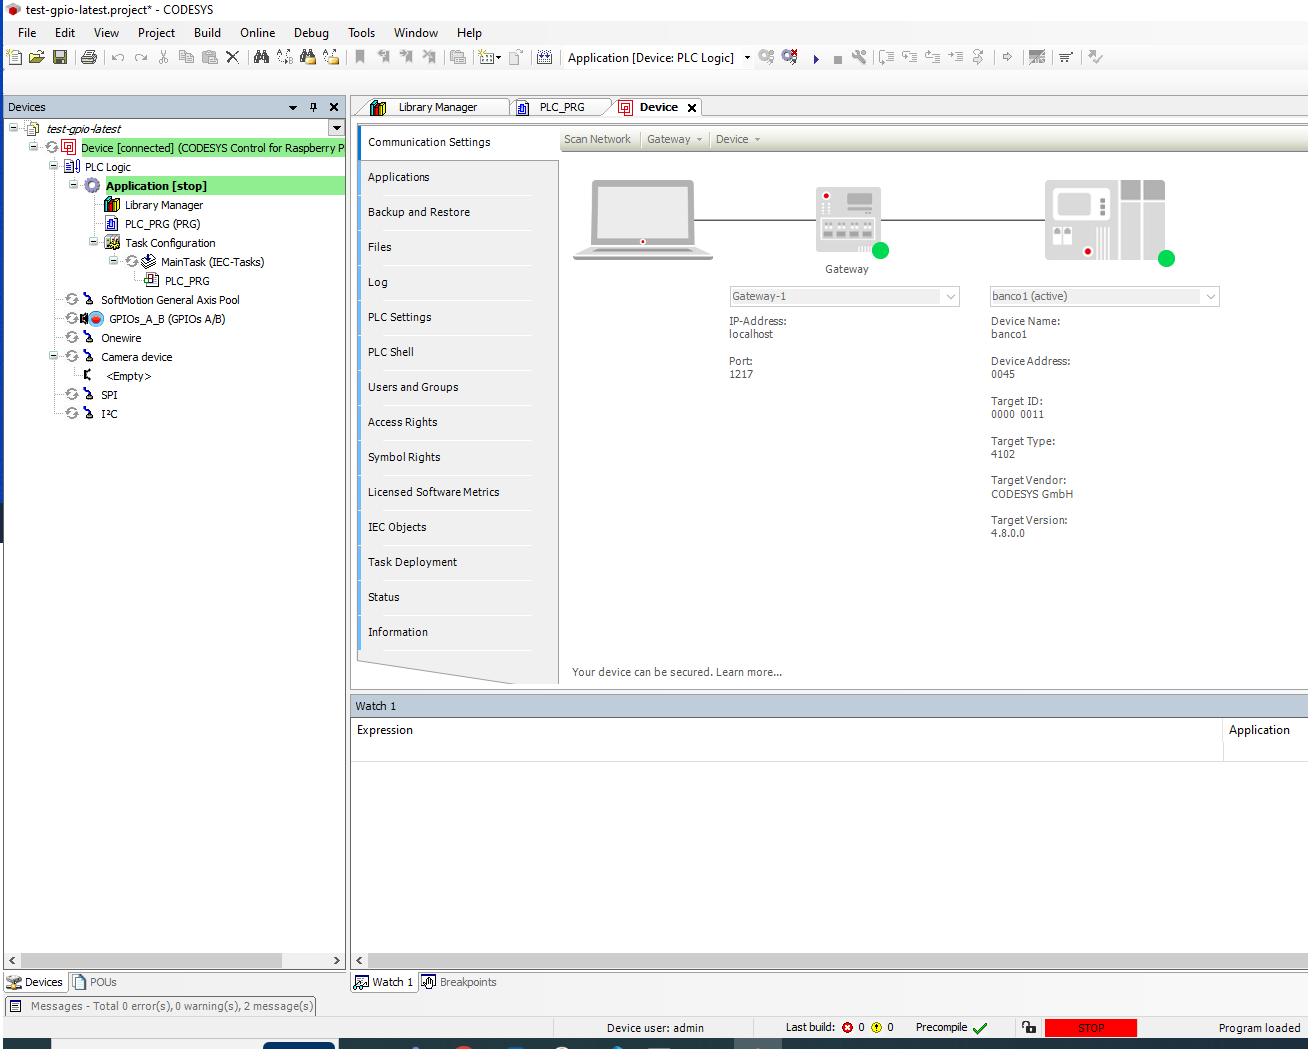 test-gpio-latest.project* - CODESYS
File Edit View Project Build Online Debug Tools Window Help
Application [Device: PLC Logic]
Devices
test-gpio-latest
Device [connected] (CODESYS Control for Raspberry P
PLC Logic
Application [stop]
Library Manager
PLC_PRG (PRG)
Task Configuration
MainTask (IEC-Tasks)
PLC_PRG
SoftMotion General Axis Pool
GPIOs_A_B (GPIOs A/B)
Onewire
Camera device
<Empty>
SPI
I²C
Devices POUs
Library Manager PLC_PRG Device
Communication Settings
Applications
Backup and Restore
Files
Log
PLC Settings
PLC Shell
Users and Groups
Access Rights
Symbol Rights
Licensed Software Metrics
IEC Objects
Task Deployment
Status
Information
Scan Network Gateway Device
Gateway
Gateway-1
IP-Address:
localhost
Port:
1217
banco1 (active)
Device Name:
banco1
Device Address:
0045
Target ID:
0000 0011
Target Type:
4102
Target Vendor:
CODESYS GmbH
Target Version:
4.8.0.0
Your device can be secured. Learn more...
Watch 1
Expression Application
Watch 1 Breakpoints
Messages - Total 0 error(s), 0 warning(s), 2 message(s)
Device user: admin Last build: 0 0 Precompile STOP Program loaded